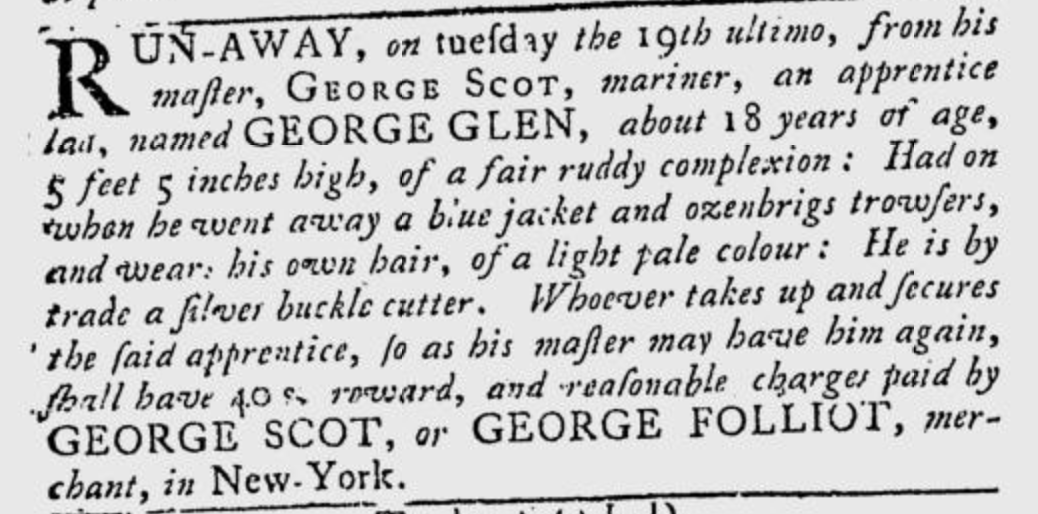 RUN-AWAY, on tuesday the 19th ultimo, from his
master, GEORGE SCOT, mariner, an apprentice
lad, named GEORGE GLEN, about 18 years of age,
5 feet 5 inches high, of a fair ruddy complexion : Had on
when he went away a blue jacket and ozenbrigs trowsers,
and wears his own hair, of a light pale colour : He is by
trade a silver buckle cutter. Whoever takes up and secures
the said apprentice, so as his master may have him again,
shall have 40 s. reward, and reasonable charges paid by
GEORGE SCOT, or GEORGE FOLLIOT, mer-
chant, in New-York.